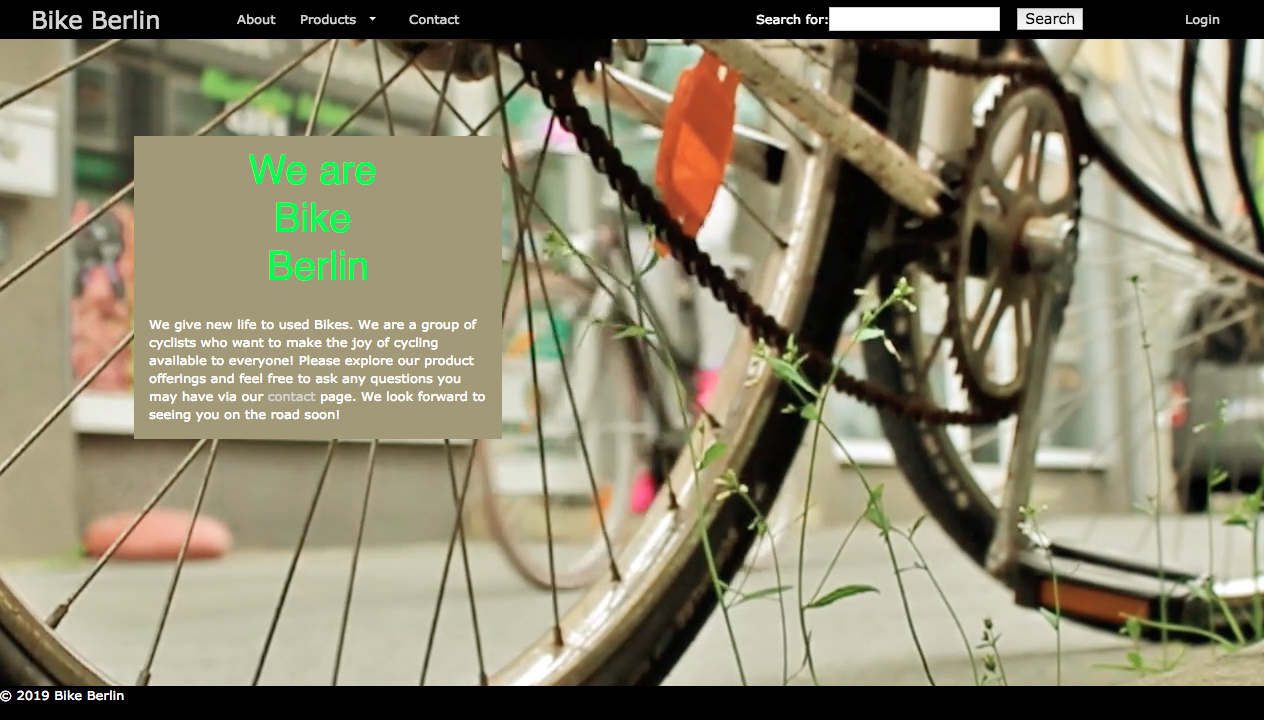 Bike Berlin About Products Contact Search for: Search Login
We are
Bike
Berlin
We give new life to used Bikes. We are a group of
cyclists who want to make the joy of cycling
available to everyone! Please explore our product
offerings and feel free to ask any questions you
may have via our contact page. We look forward to
seeing you on the road soon!
© 2019 Bike Berlin